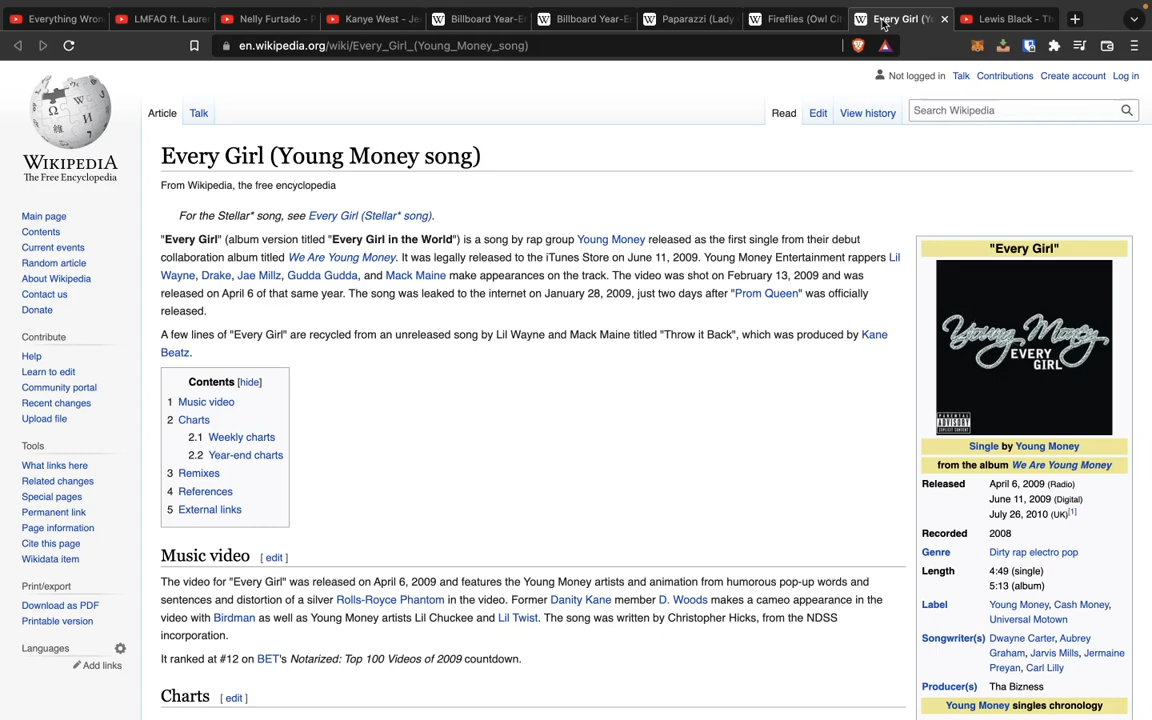 Everything Wron
LMFAO ft. Laure
Nelly Furtado - P
Kanye West - Je
Billboard Year-E
Billboard Year-E
Paparazzi (Lady
Fireflies (Owl Cit
Every Girl (Yo
Lewis Black - Th
en.wikipedia.org/wiki/Every_Girl_(Young_Money_song)
Not logged in Talk Contributions Create account Log in
Article Talk
Read Edit View history
Search Wikipedia
WIKIPEDIA
The Free Encyclopedia
Main page
Contents
Current events
Random article
About Wikipedia
Contact us
Donate
Contribute
Help
Learn to edit
Community portal
Recent changes
Upload file
Tools
What links here
Related changes
Special pages
Permanent link
Page information
Cite this page
Wikidata item
Print/export
Download as PDF
Printable version
Languages
Add links
Every Girl (Young Money song)
From Wikipedia, the free encyclopedia
For the Stellar* song, see Every Girl (Stellar* song).
"Every Girl" (album version titled "Every Girl in the World") is a song by rap group Young Money released as the first single from their debut
collaboration album titled We Are Young Money. It was legally released to the iTunes Store on June 11, 2009. Young Money Entertainment rappers Lil
Wayne, Drake, Jae Millz, Gudda Gudda, and Mack Maine make appearances on the track. The video was shot on February 13, 2009 and was
released on April 6 of that same year. The song was leaked to the internet on January 28, 2009, just two days after "Prom Queen" was officially
released.
A few lines of "Every Girl" are recycled from an unreleased song by Lil Wayne and Mack Maine titled "Throw it Back", which was produced by Kane
Beatz.
Contents [hide]
1 Music video
2 Charts
2.1 Weekly charts
2.2 Year-end charts
3 Remixes
4 References
5 External links
Music video [ edit ]
The video for "Every Girl" was released on April 6, 2009 and features the Young Money artists and animation from humorous pop-up words and
sentences and distortion of a silver Rolls-Royce Phantom in the video. Former Danity Kane member D. Woods makes a cameo appearance in the
video with Birdman as well as Young Money artists Lil Chuckee and Lil Twist. The song was written by Christopher Hicks, from the NDSS
incorporation.
It ranked at #12 on BET's Notarized: Top 100 Videos of 2009 countdown.
Charts [ edit ]
"Every Girl"
Young Money
EVERY
GIRL
PARENTAL
ADVISORY
EXPLICIT CONTENT
Single by Young Money
from the album We Are Young Money
Released April 6, 2009 (Radio)
June 11, 2009 (Digital)
July 26, 2010 (UK)[1]
Recorded 2008
Genre Dirty rap electro pop
Length 4:49 (single)
5:13 (album)
Label Young Money, Cash Money,
Universal Motown
Songwriter(s) Dwayne Carter, Aubrey
Graham, Jarvis Mills, Jermaine
Preyan, Carl Lilly
Producer(s) Tha Bizness
Young Money singles chronology